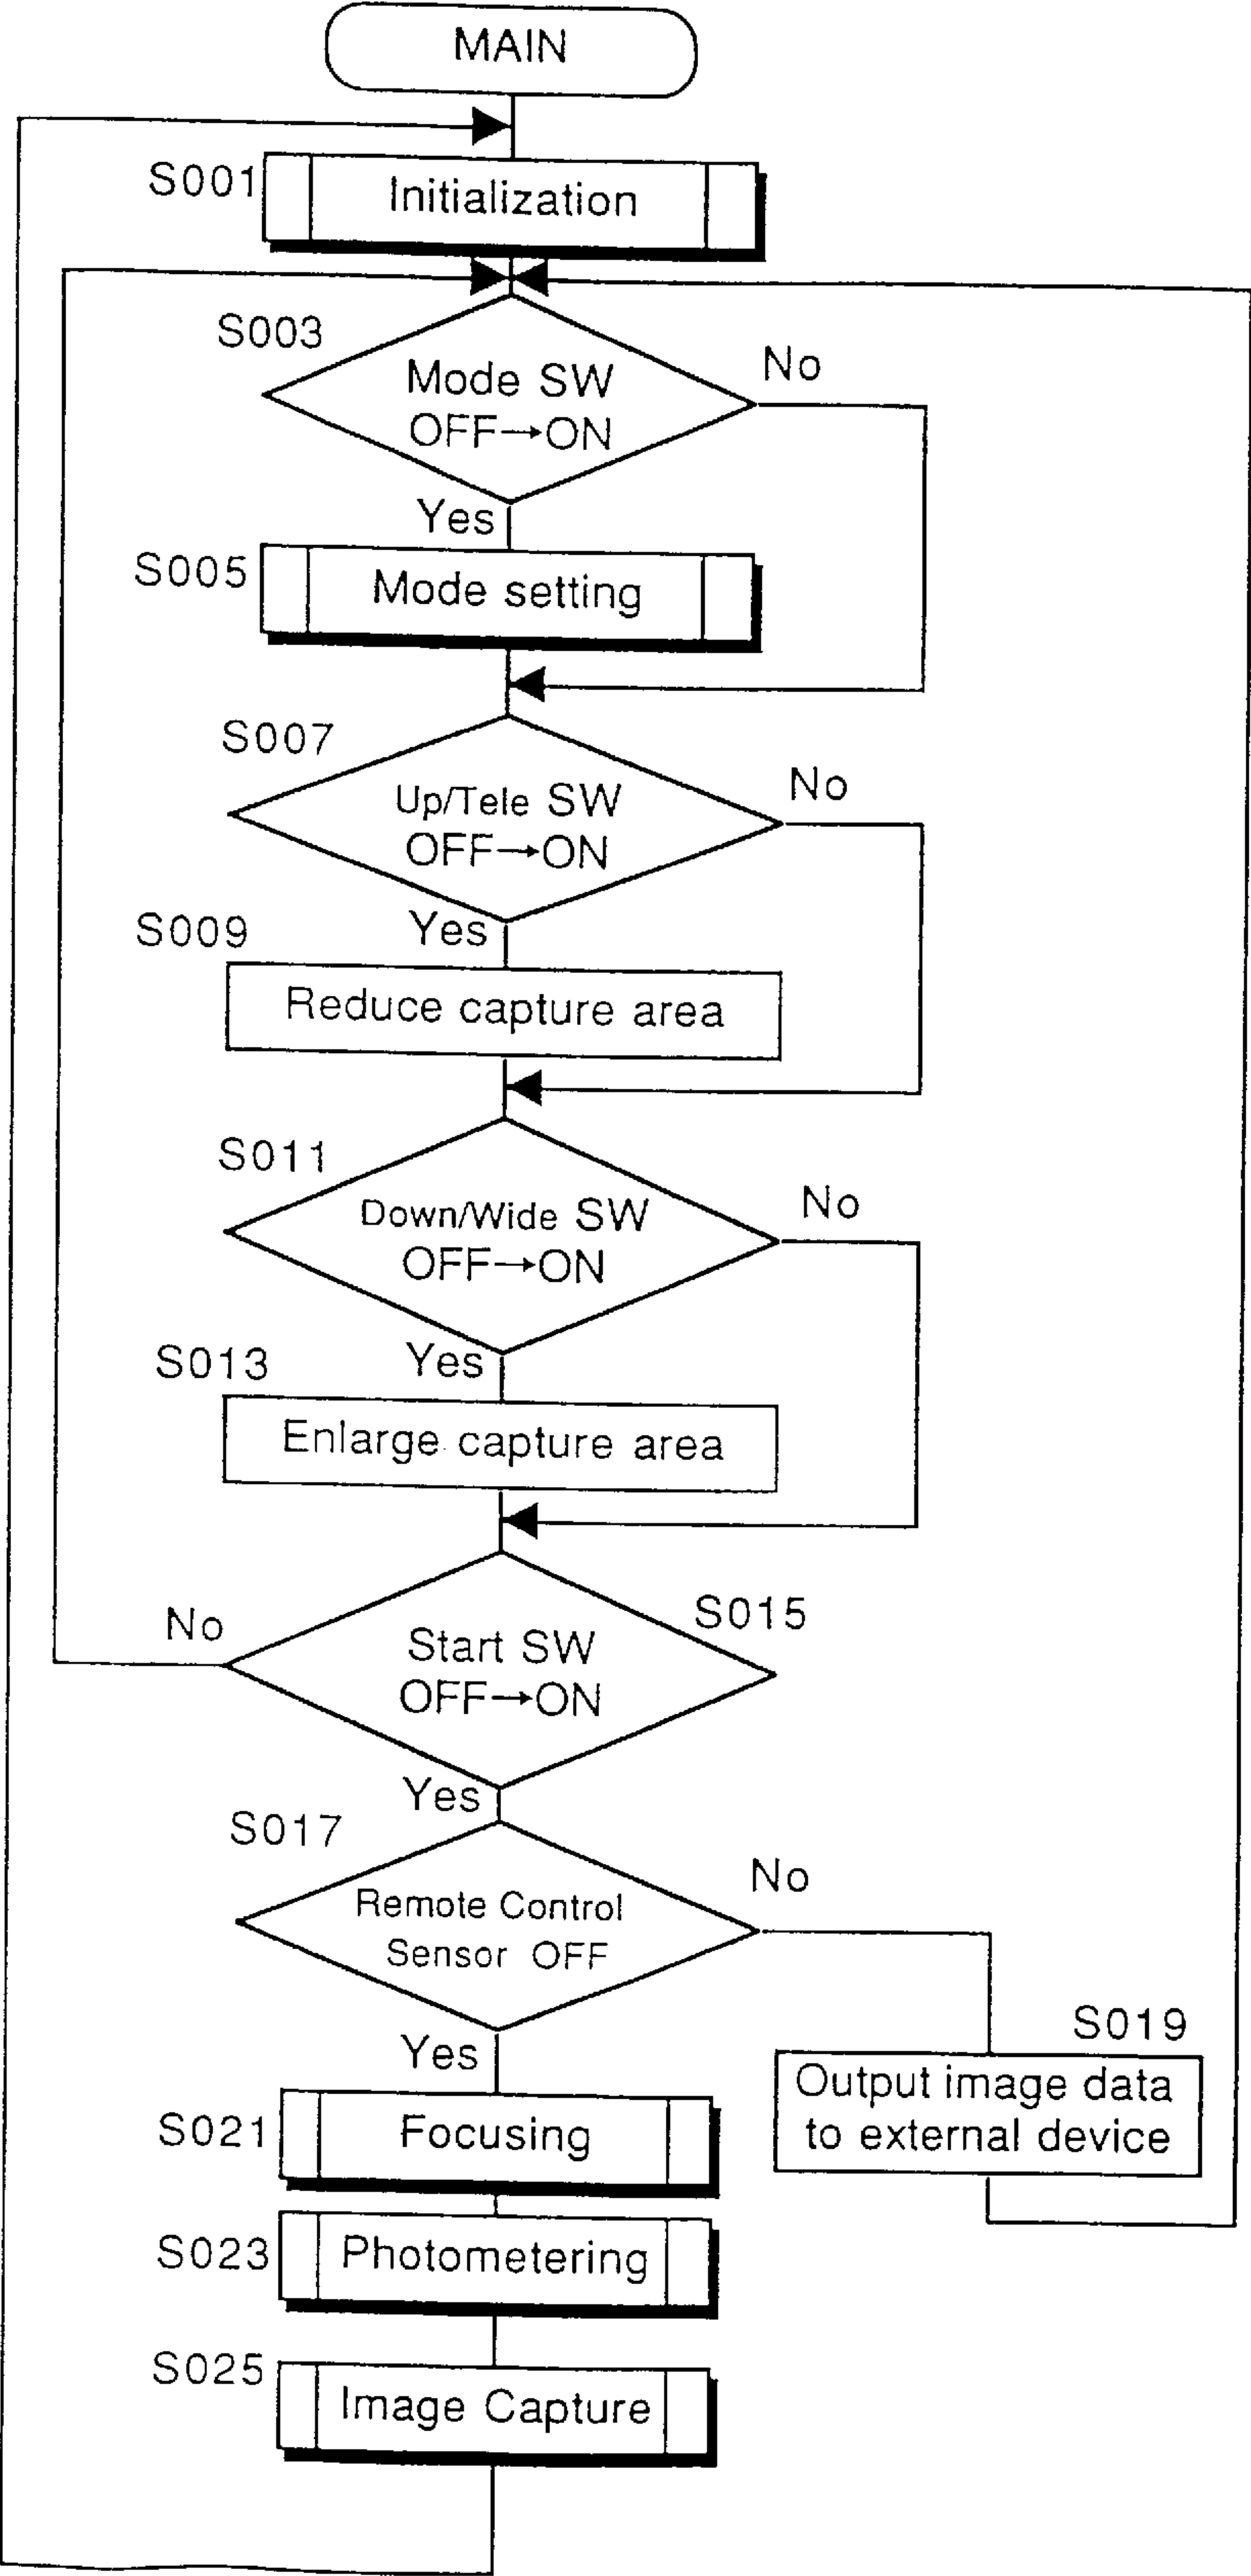 MAIN
S001
Initialization
S003
Mode SW
OFF→ON
No
Yes
S005
Mode setting
S007
Up/Tele SW
OFF→ON
No
Yes
S009
Reduce capture area
S011
Down/Wide SW
OFF→ON
No
Yes
S013
Enlarge capture area
S015
Start SW
OFF→ON
No
Yes
S017
Remote Control
Sensor OFF
No
Yes
S019
Output image data
to external device
S021
Focusing
S023
Photometering
S025
Image Capture